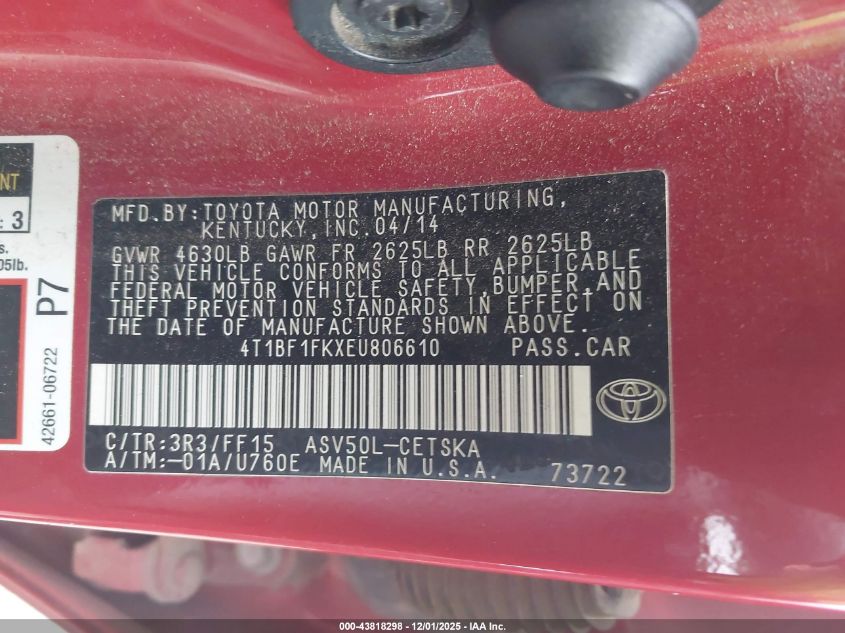 NT
: 3
s.
05lb.
P7
42661-06722
MFD.BY:TOYOTA MOTOR MANUFACTURING,
KENTUCKY,INC.04/14
GVWR 4630LB GAWR FR 2625LB RR 2625LB
THIS VEHICLE CONFORMS TO ALL APPLICABLE
FEDERAL MOTOR VEHICLE SAFETY,BUMPER,AND
THEFT PREVENTION STANDARDS IN EFFECT ON
THE DATE OF MANUFACTURE SHOWN ABOVE.
4T1BF1FKXEU806610 PASS.CAR
C/TR:3R3/FF15 ASV50L-CETSKA
A/TM:-01A/U760E MADE IN U.S.A. 73722
000-43818298 - 12/01/2025 - IAA Inc.